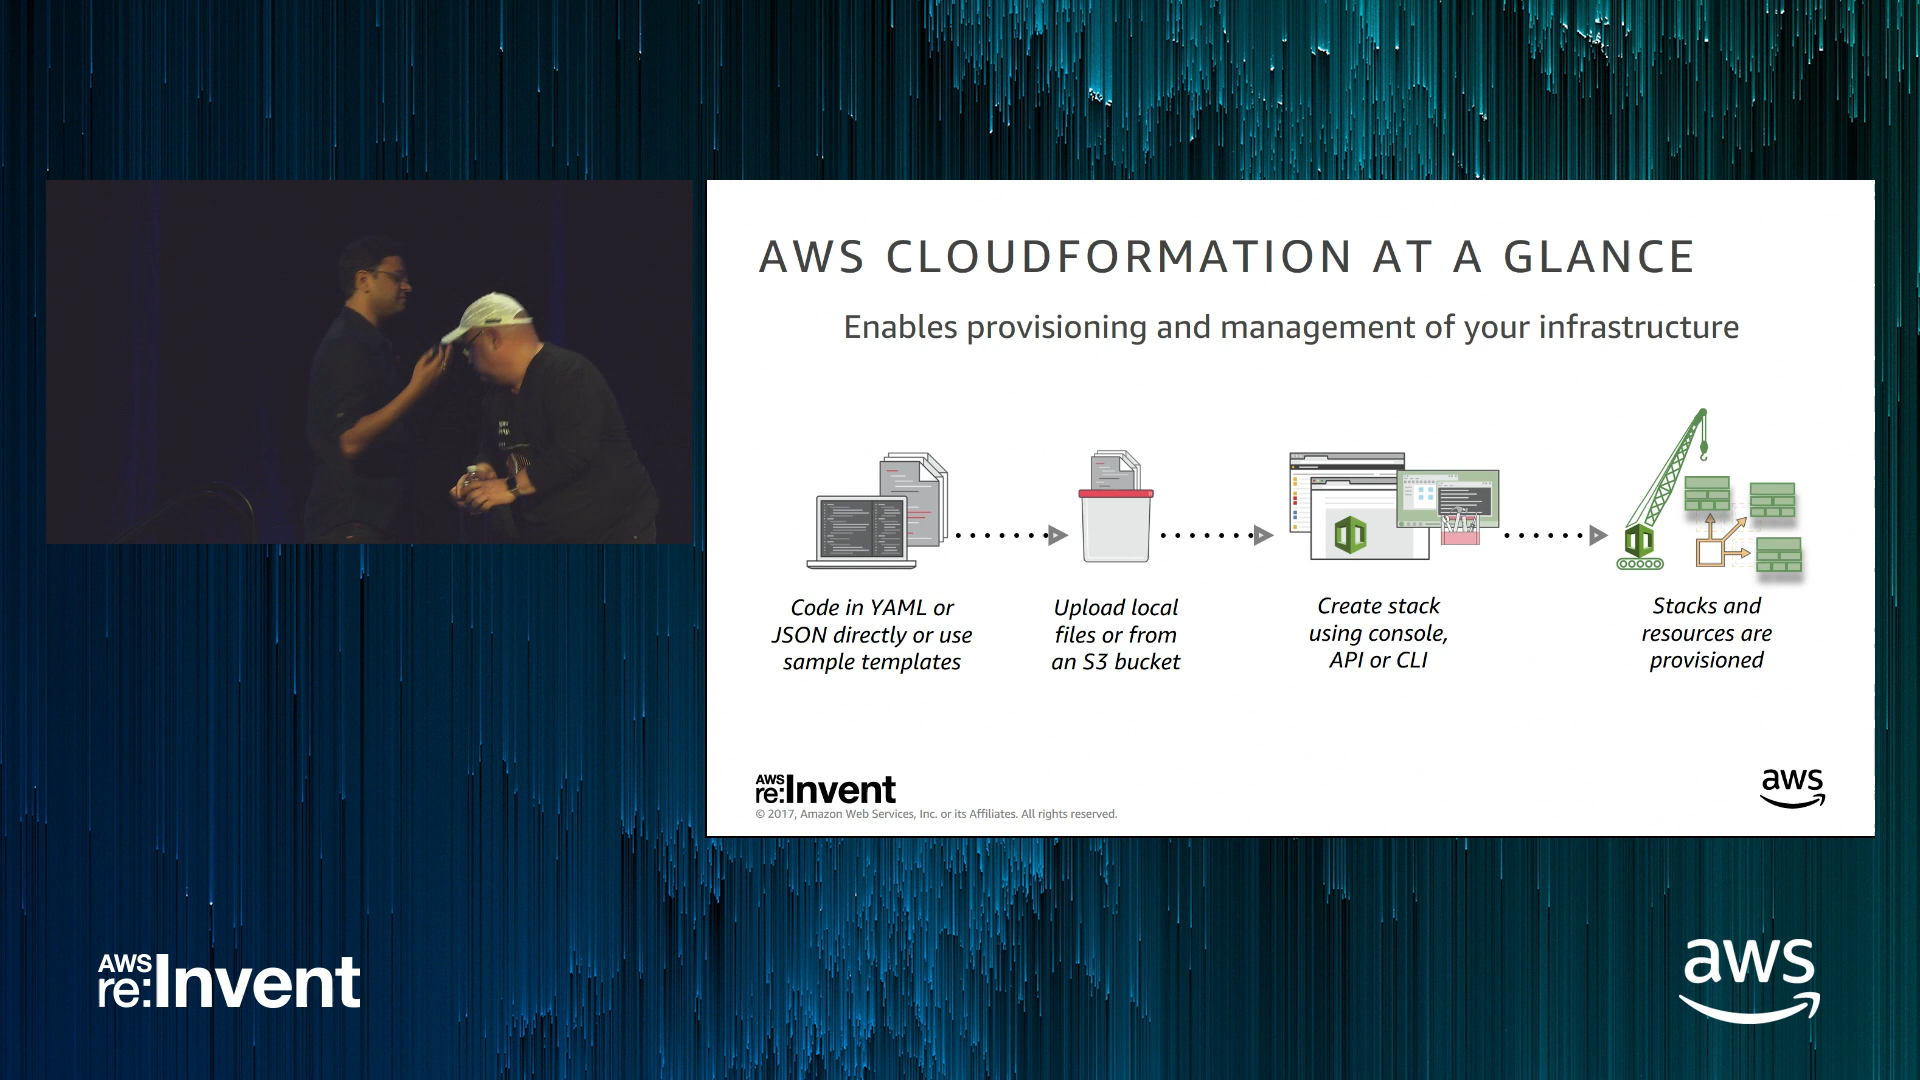 AWS CLOUDFORMATION AT A GLANCE
Enables provisioning and management of your infrastructure
Code in YAML or
JSON directly or use
sample templates
Upload local
files or from
an S3 bucket
Create stack
using console,
API or CLI
Stacks and
resources are
provisioned
AWS
re:Invent
© 2017, Amazon Web Services, Inc. or its Affiliates. All rights reserved.
aws
AWS
re:Invent
aws